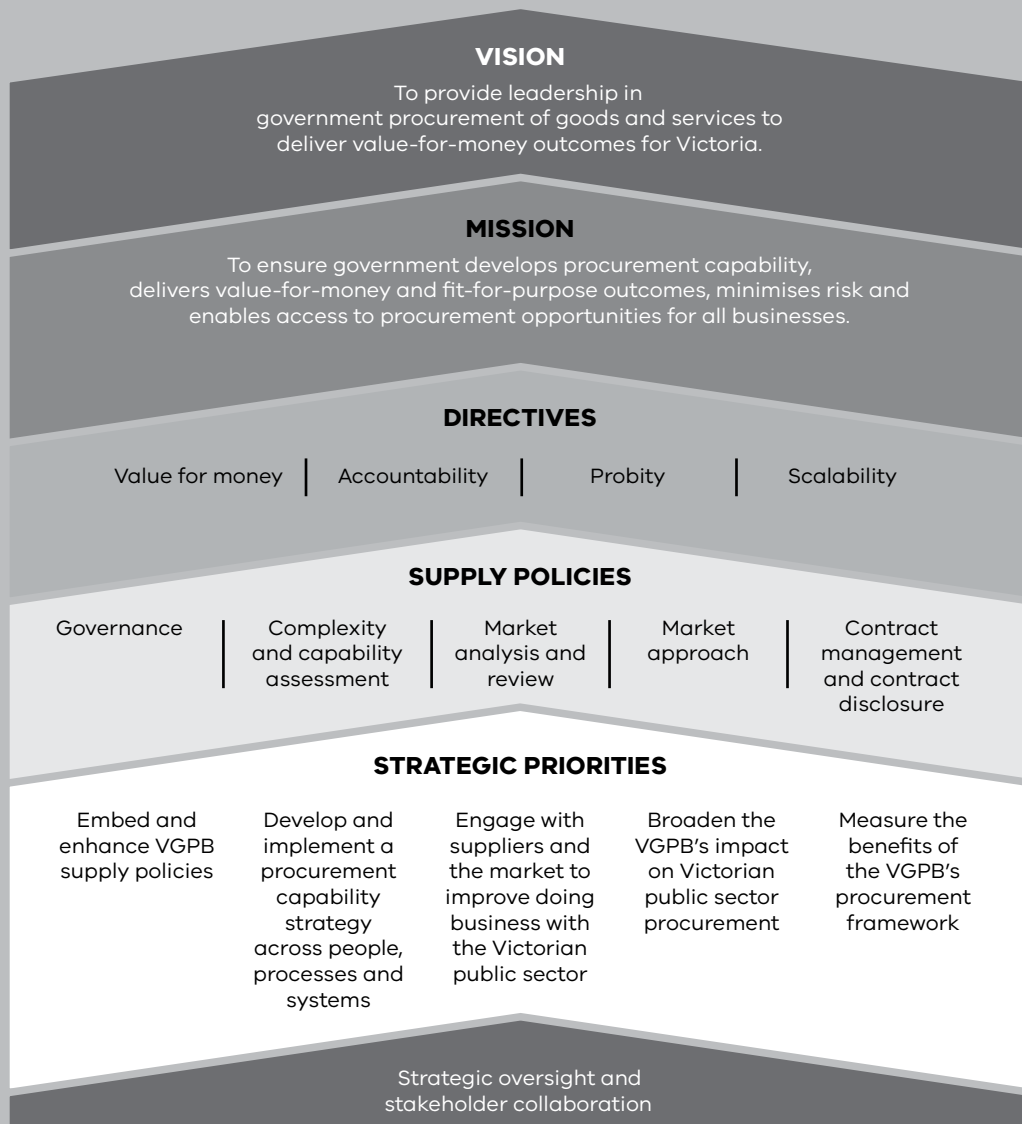 VISION
To provide leadership in
government procurement of goods and services to
deliver value-for-money outcomes for Victoria.
MISSION
To ensure government develops procurement capability,
delivers value-for-money and fit-for-purpose outcomes, minimises risk and
enables access to procurement opportunities for all businesses.
DIRECTIVES
Value for money
Accountability
Probity
Scalability
SUPPLY POLICIES
Governance
Complexity
and capability
assessment
Market
analysis and
review
Market
approach
Contract
management
and contract
disclosure
STRATEGIC PRIORITIES
Embed and
enhance VGPB
supply policies
Develop and
implement a
procurement
capability
strategy
across people,
processes and
systems
Engage with
suppliers and
the market to
improve doing
business with
the Victorian
public sector
Broaden the
VGPB's impact
on Victorian
public sector
procurement
Measure the
benefits of
the VGPB's
procurement
framework
Strategic oversight and
stakeholder collaboration